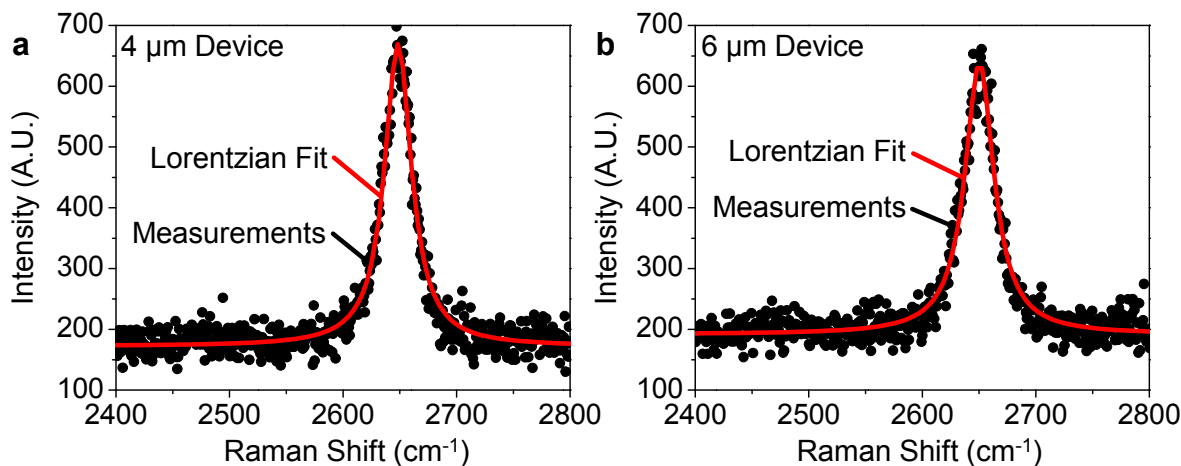 a
4 µm Device
Lorentzian Fit
Measurements
Intensity (A.U.)
700
600
500
400
300
200
100
2400 2500 2600 2700 2800
Raman Shift (cm⁻¹)
b
6 µm Device
Lorentzian Fit
Measurements
Intensity (A.U.)
700
600
500
400
300
200
100
2400 2500 2600 2700 2800
Raman Shift (cm⁻¹)